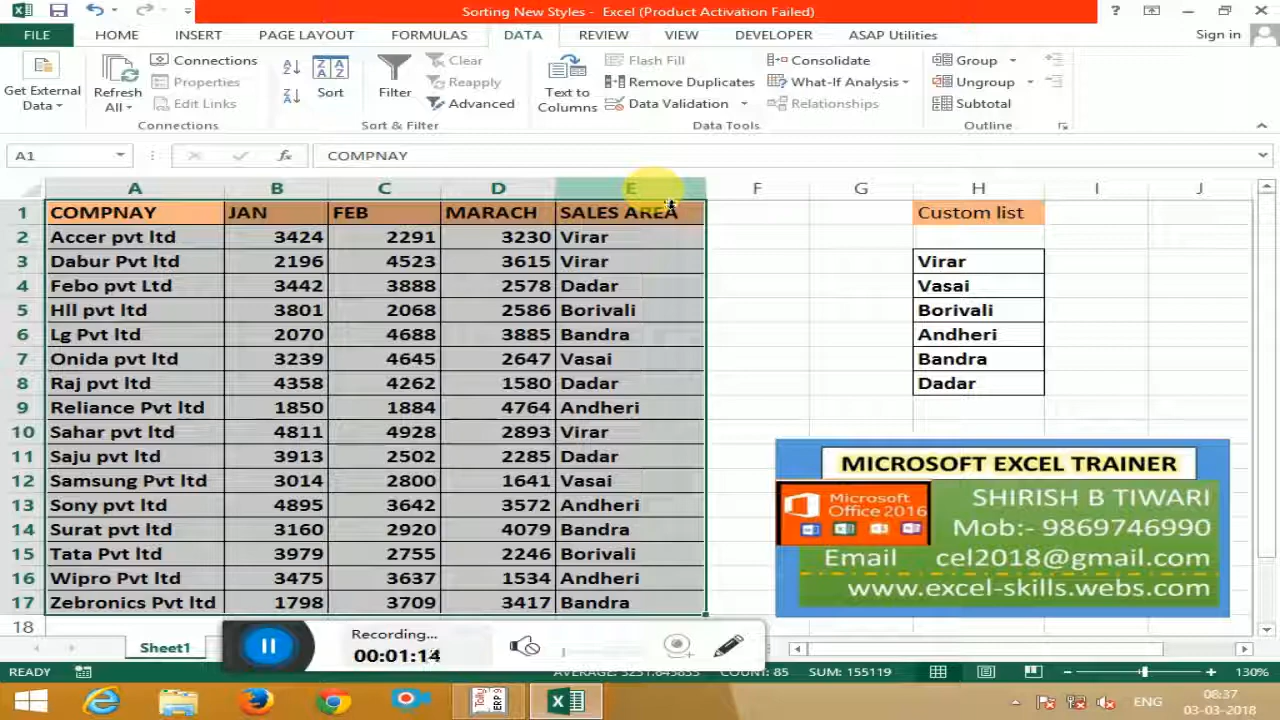 Sorting New Styles - Excel (Product Activation Failed)
FILE HOME INSERT PAGE LAYOUT FORMULAS DATA REVIEW VIEW DEVELOPER ASAP Utilities Sign in
Get External Data
Refresh All
Connections
Properties
Edit Links
Connections
Sort
Filter
Clear
Reapply
Advanced
Sort & Filter
Text to Columns
Flash Fill
Remove Duplicates
Data Validation
Consolidate
What-If Analysis
Relationships
Data Tools
Group
Ungroup
Subtotal
Outline
A1 fx COMPNAY
A B C D E F G H I J
1 COMPNAY JAN FEB MARACH SALES AREA Custom list
2 Accer pvt ltd 3424 2291 3230 Virar
3 Dabur Pvt ltd 2196 4523 3615 Virar Virar
4 Febo pvt Ltd 3442 3888 2578 Dadar Vasai
5 Hll pvt ltd 3801 2068 2586 Borivali Borivali
6 Lg Pvt ltd 2070 4688 3885 Bandra Andheri
7 Onida pvt ltd 3239 4645 2647 Vasai Bandra
8 Raj pvt ltd 4358 4262 1580 Dadar Dadar
9 Reliance Pvt ltd 1850 1884 4764 Andheri
10 Sahar pvt ltd 4811 4928 2893 Virar
11 Saju pvt ltd 3913 2502 2285 Dadar
12 Samsung Pvt ltd 3014 2800 1641 Vasai
13 Sony pvt ltd 4895 3642 3572 Andheri
14 Surat pvt ltd 3160 2920 4079 Bandra
15 Tata Pvt ltd 3979 2755 2246 Borivali
16 Wipro Pvt ltd 3475 3637 1534 Andheri
17 Zebronics Pvt ltd 1798 3709 3417 Bandra
18
MICROSOFT EXCEL TRAINER
Microsoft Office 2016
SHIRISH B TIWARI
Mob:- 9869746990
Email cel2018@gmail.com
www.excel-skills.webs.com
Sheet1
Recording...
00:01:14
READY COUNT: 85 SUM: 155119 130%
Tally ERP 9
ENG
08:37
03-03-2018